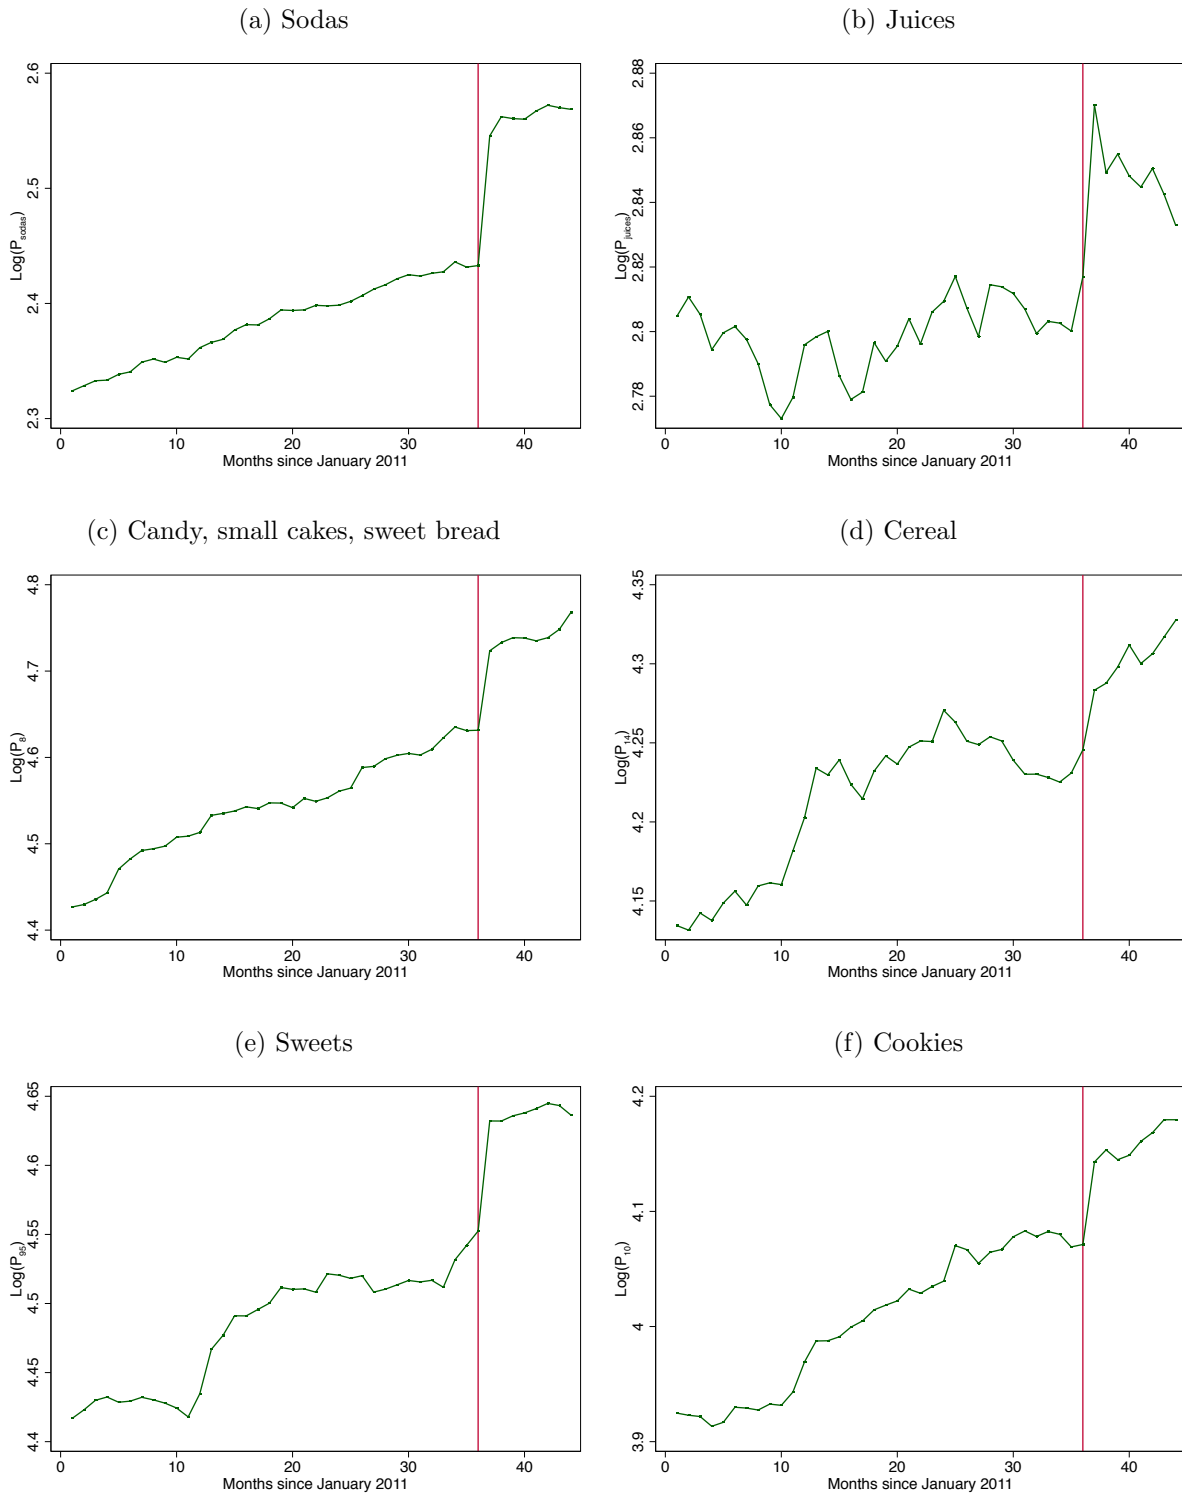 (a) Sodas
2.6
2.5
2.4
2.3
Log(P_sodas)
0 10 20 30 40
Months since January 2011
(b) Juices
2.88
2.86
2.84
2.82
2.8
2.78
Log(P_juices)
0 10 20 30 40
Months since January 2011
(c) Candy, small cakes, sweet bread
4.8
4.7
4.6
4.5
4.4
Log(P_8)
0 10 20 30 40
Months since January 2011
(d) Cereal
4.35
4.3
4.25
4.2
4.15
Log(P_14)
0 10 20 30 40
Months since January 2011
(e) Sweets
4.65
4.6
4.55
4.5
4.45
4.4
Log(P_95)
0 10 20 30 40
Months since January 2011
(f) Cookies
4.2
4.1
4
3.9
Log(P_10)
0 10 20 30 40
Months since January 2011